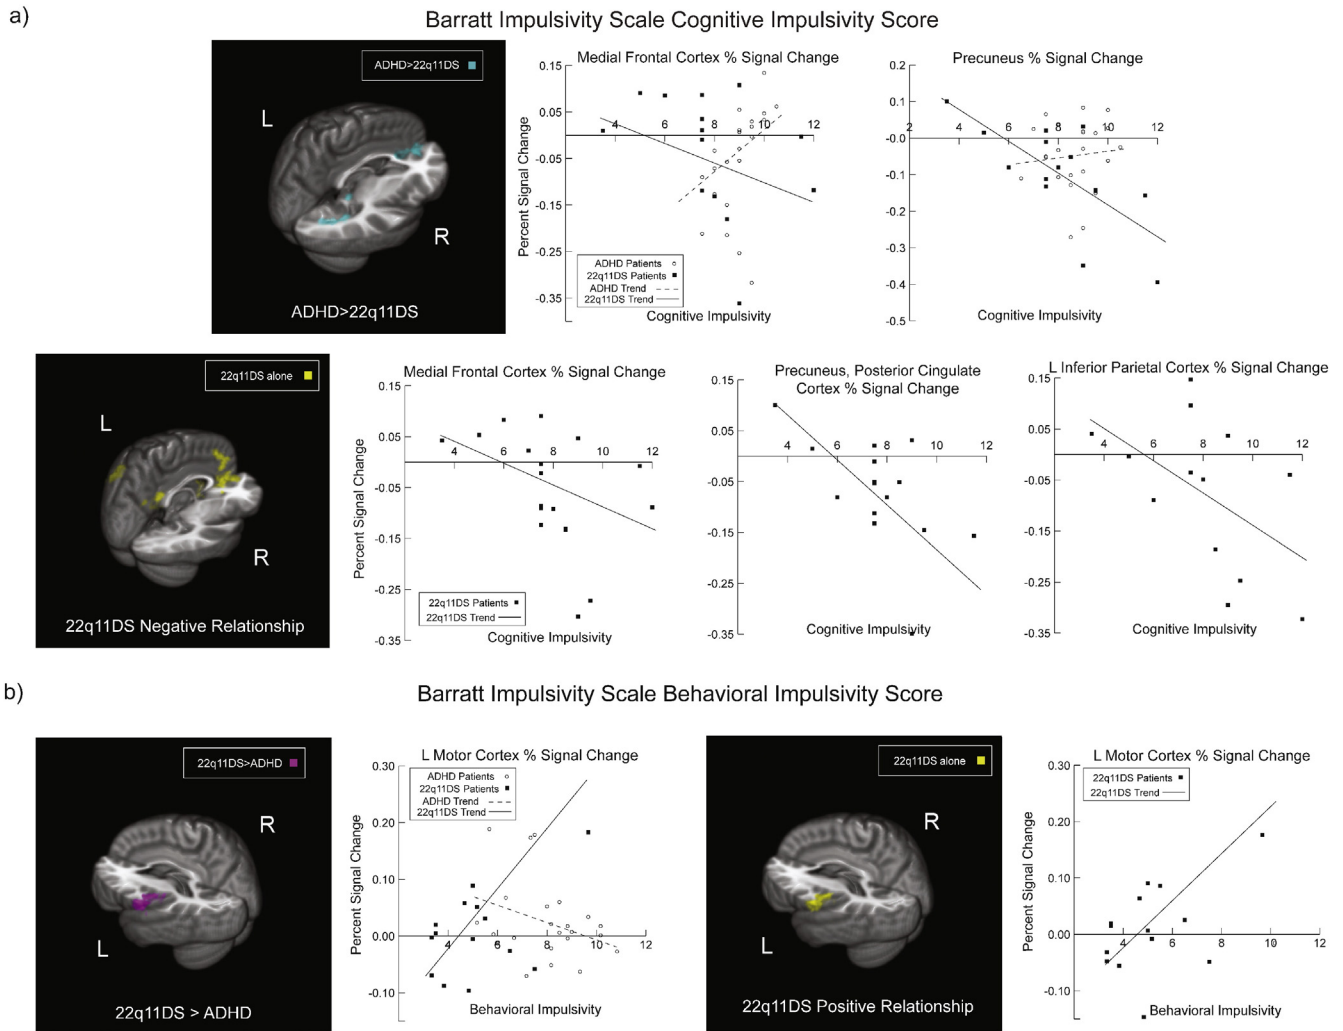 a)
Barratt Impulsivity Scale Cognitive Impulsivity Score
ADHD>22q11DS
L
R
ADHD>22q11DS
Medial Frontal Cortex % Signal Change
Percent Signal Change
0.15
0.05
-0.05
-0.15
-0.25
-0.35
4 6 8 10 12
ADHD Patients
22q11DS Patients
ADHD Trend
22q11DS Trend
Cognitive Impulsivity
Precuneus % Signal Change
0.2
0.1
-0.0
-0.1
-0.2
-0.3
-0.4
-0.5
2 4 6 8 10 12
Cognitive Impulsivity
22q11DS alone
L
R
22q11DS Negative Relationship
Medial Frontal Cortex % Signal Change
Percent Signal Change
0.15
0.05
-0.05
-0.15
-0.25
-0.35
4 6 8 10 12
22q11DS Patients
22q11DS Trend
Cognitive Impulsivity
Precuneus, Posterior Cingulate
Cortex % Signal Change
0.15
0.05
-0.05
-0.15
-0.25
-0.35
4 6 8 10 12
Cognitive Impulsivity
L Inferior Parietal Cortex % Signal Change
0.15
0.05
-0.05
-0.15
-0.25
-0.35
4 6 8 10 12
Cognitive Impulsivity
b)
Barratt Impulsivity Scale Behavioral Impulsivity Score
22q11DS>ADHD
R
L
22q11DS > ADHD
L Motor Cortex % Signal Change
Percent Signal Change
0.30
0.20
0.10
0.00
-0.10
ADHD Patients
22q11DS Patients
ADHD Trend
22q11DS Trend
4 6 8 10 12
Behavioral Impulsivity
22q11DS alone
R
L
22q11DS Positive Relationship
L Motor Cortex % Signal Change
Percent Signal Change
0.30
0.20
0.10
0.00
-0.10
22q11DS Patients
22q11DS Trend
4 6 8 10 12
Behavioral Impulsivity